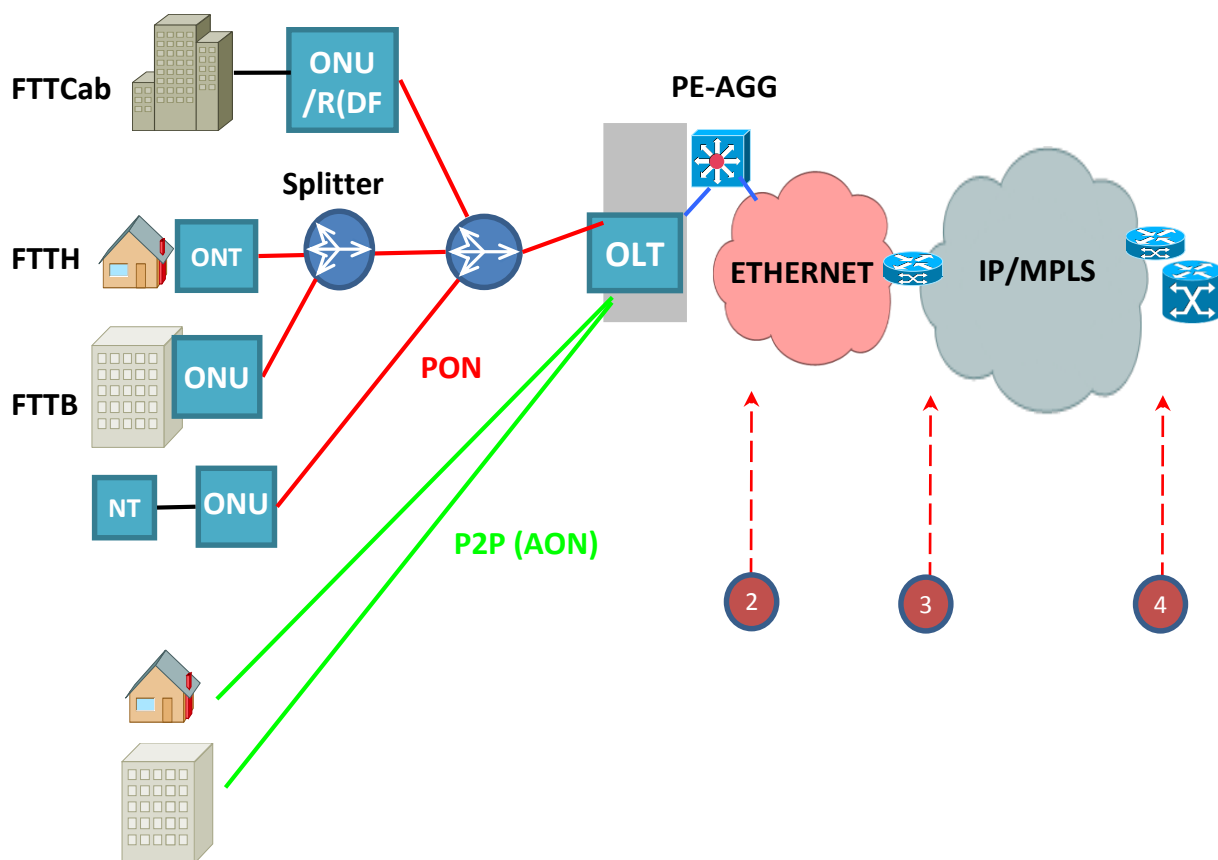 FTTCab
ONU
/R(DF
PE-AGG
Splitter
FTTH
ONT
OLT
ETHERNET
IP/MPLS
FTTB
ONU
PON
NT
ONU
P2P (AON)
2
3
4